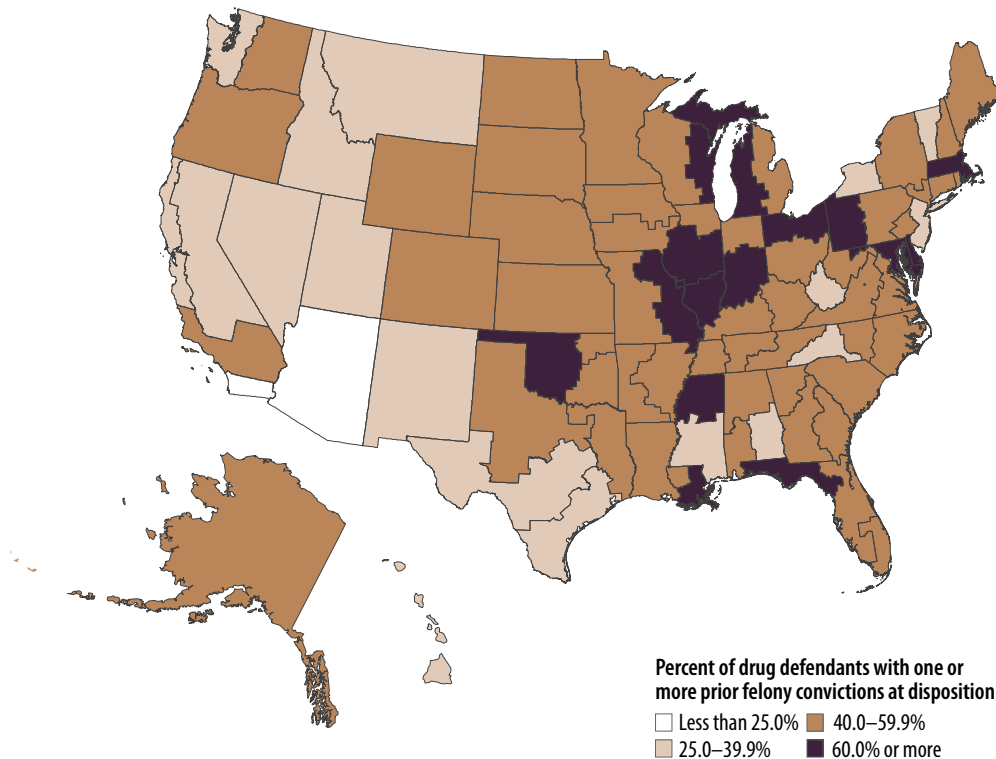 Percent of drug defendants with one or
more prior felony convictions at disposition
Less than 25.0% 40.0–59.9%
25.0–39.9% 60.0% or more